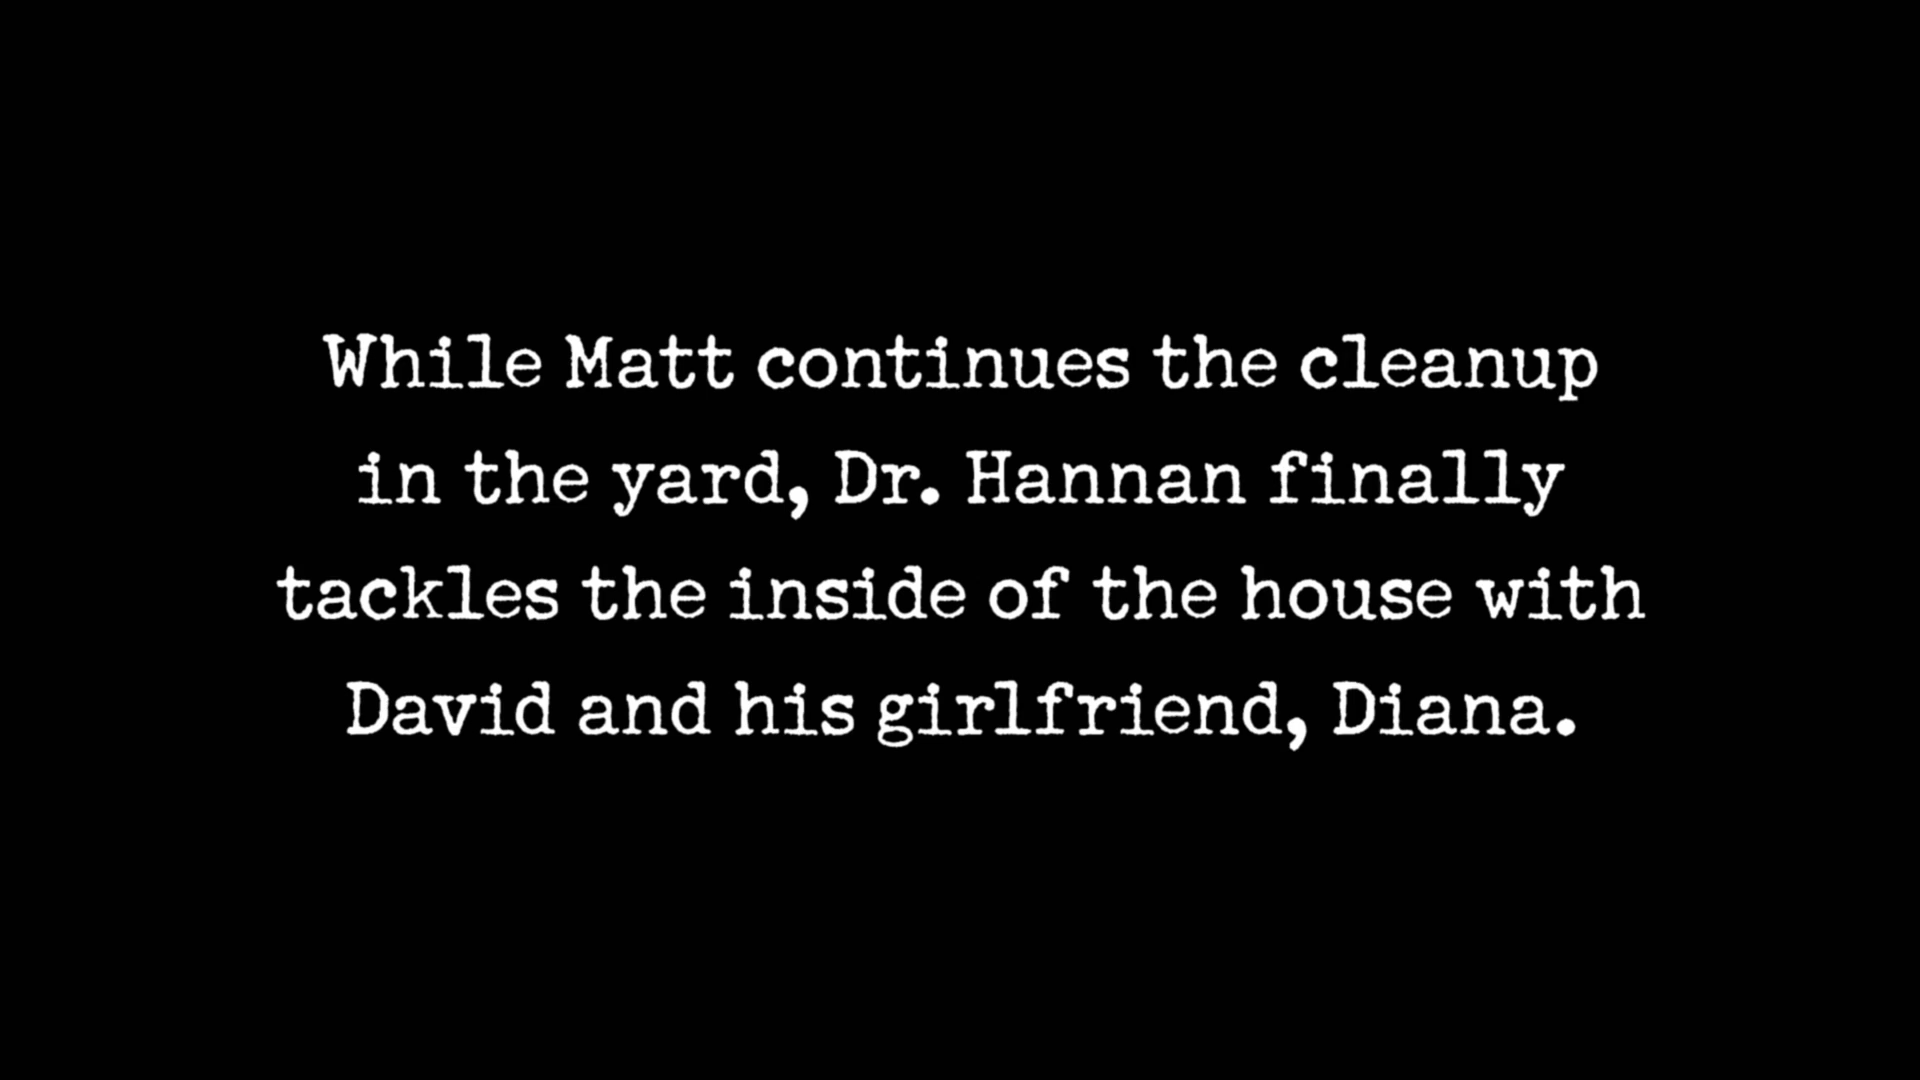 While Matt continues the cleanup
in the yard, Dr. Hannan finally
tackles the inside of the house with
David and his girlfriend, Diana.